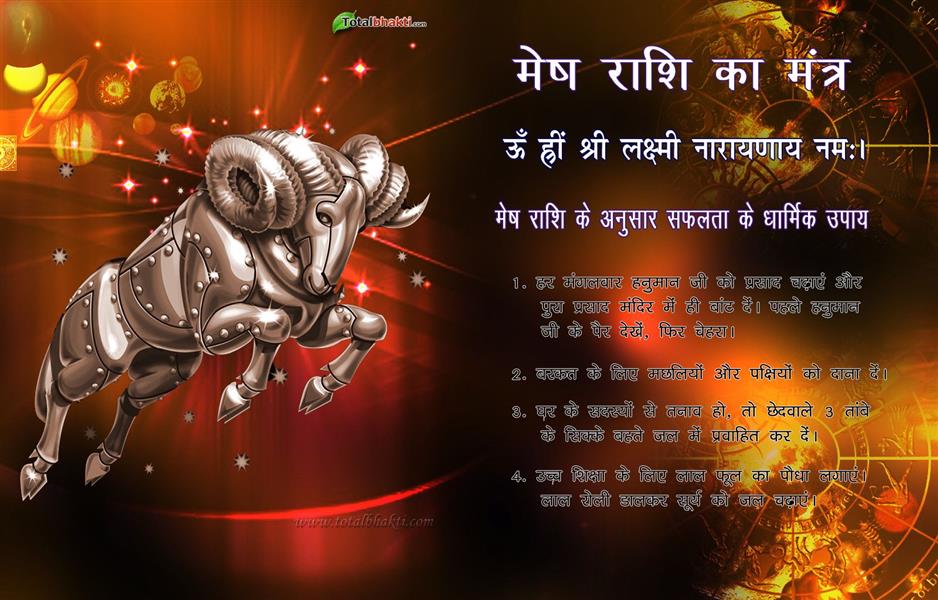 Totalbhakti.com
मेष राशि का मंत्र
ऊँ ह्रीं श्री लक्ष्मी नारायणाय नमः।
मेष राशि के अनुसार सफलता के धार्मिक उपाय
1. हर मंगलवार हनुमान जी को प्रसाद चढ़ाएं और
पुरा प्रसाद मंदिर में ही बांट दें। पहले हनुमान
जी के पैर देखें, फिर चेहरा।
2. बरकत के लिए मछलियों और पक्षियों को दाना दें।
3. घर के सदस्यों से तनाव हो, तो छेदवाले 3 तांबे
के सिक्के बहते जल में प्रवाहित कर दें।
4. उच्च शिक्षा के लिए लाल फूल का पौधा लगाएं।
लाल रोली डालकर सूर्य को जल चढ़ाएं।
www.totalbhakti.com